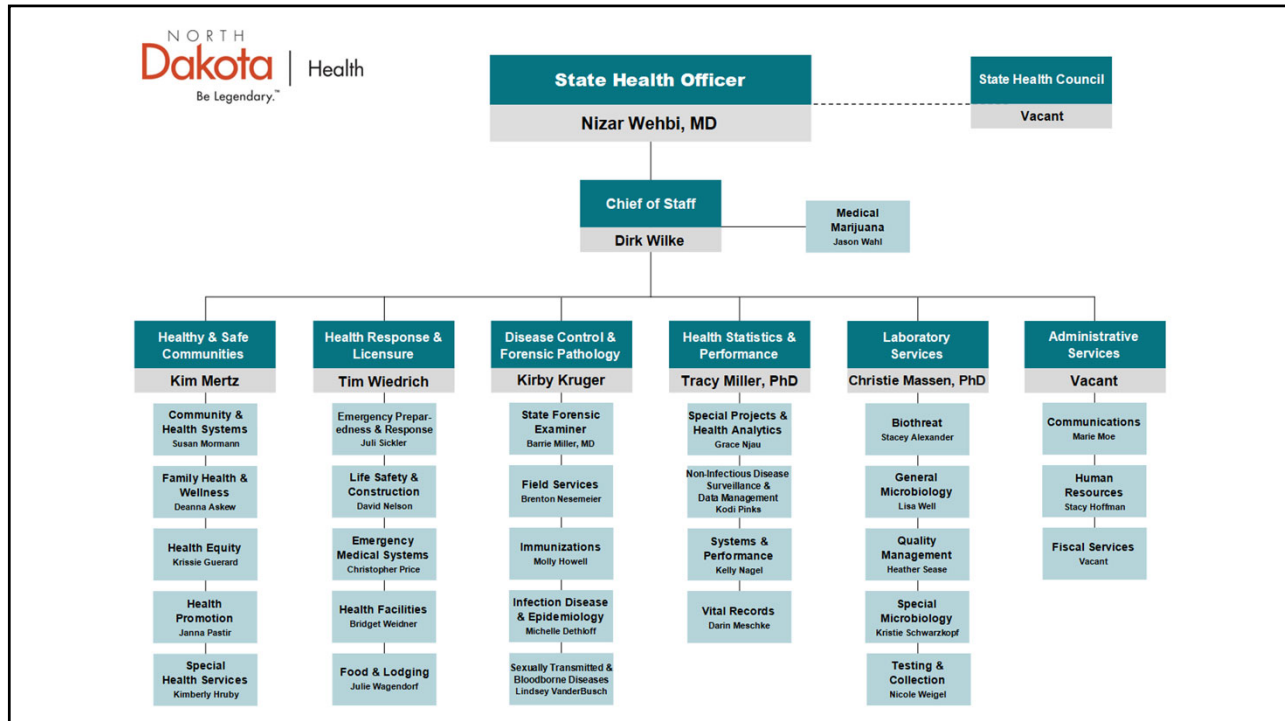 NORTH
Dakota
Be Legendary.™
Health
State Health Officer
Nizar Wehbi, MD
State Health Council
Vacant
Chief of Staff
Dirk Wilke
Medical
Marijuana
Jason Wahl
Healthy & Safe
Communities
Kim Mertz
Community &
Health Systems
Susan Mormann
Family Health &
Wellness
Deanna Askew
Health Equity
Krissie Guerard
Health
Promotion
Janna Pastir
Special
Health Services
Kimberly Hruby
Health Response &
Licensure
Tim Wiedrich
Emergency Prepar-
edness & Response
Juli Sickler
Life Safety &
Construction
David Nelson
Emergency
Medical Systems
Christopher Price
Health Facilities
Bridget Weidner
Food & Lodging
Julie Wagendorf
Disease Control &
Forensic Pathology
Kirby Kruger
State Forensic
Examiner
Barrie Miller, MD
Field Services
Brenton Nesemeier
Immunizations
Molly Howell
Infection Disease
& Epidemiology
Michelle Dethloff
Sexually Transmitted &
Bloodborne Diseases
Lindsey VanderBusch
Health Statistics &
Performance
Tracy Miller, PhD
Special Projects &
Health Analytics
Grace Njau
Non-Infectious Disease
Surveillance &
Data Management
Kodi Pinks
Systems &
Performance
Kelly Nagel
Vital Records
Darin Meschke
Laboratory
Services
Christie Massen, PhD
Biothreat
Stacey Alexander
General
Microbiology
Lisa Well
Quality
Management
Heather Sease
Special
Microbiology
Kristie Schwarzkopf
Testing &
Collection
Nicole Weigel
Administrative
Services
Vacant
Communications
Marie Moe
Human
Resources
Stacy Hoffman
Fiscal Services
Vacant